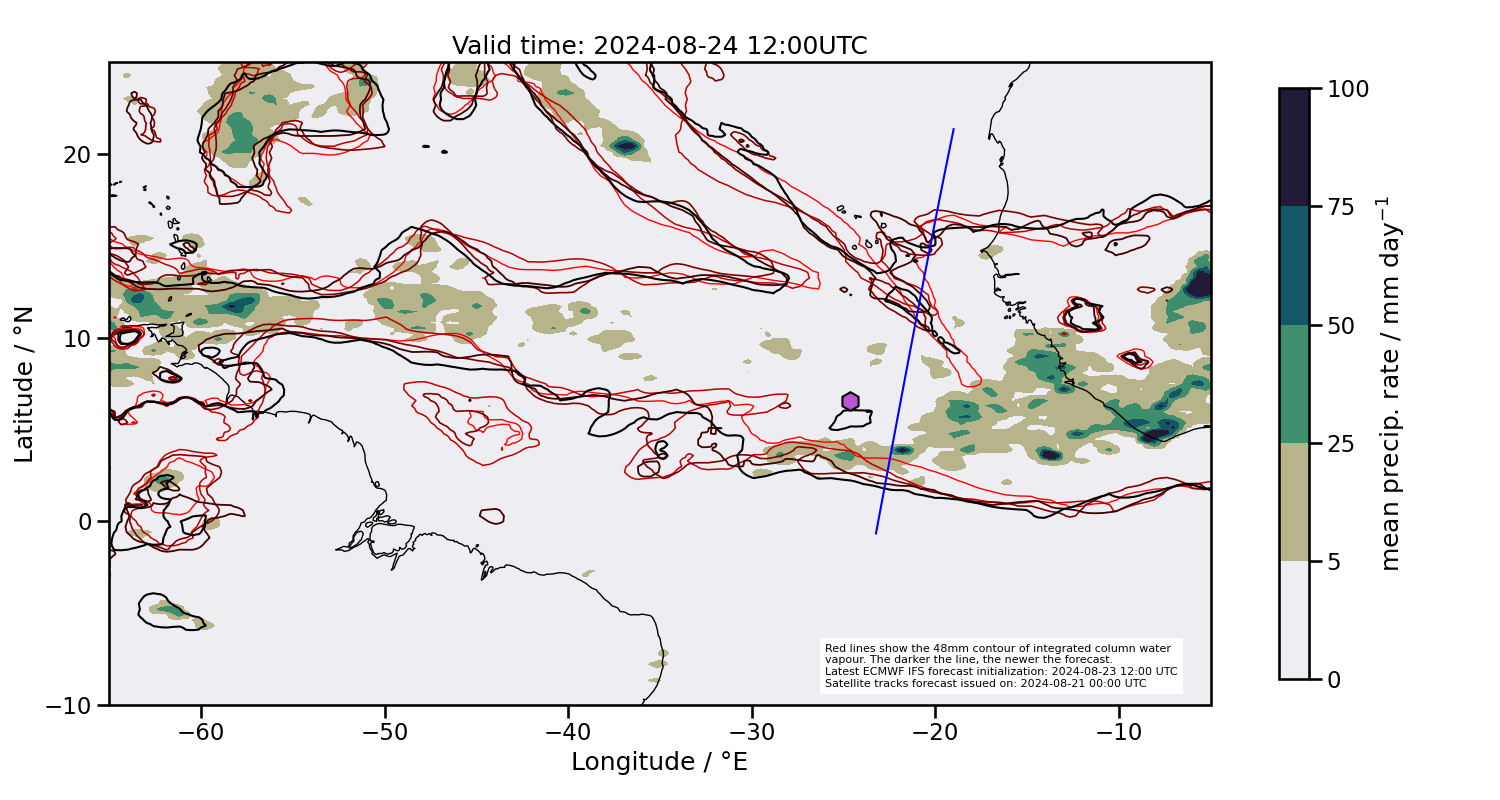 Valid time: 2024-08-24 12:00UTC
20
10
0
−10
Latitude / °N
−60
−50
−40
−30
−20
−10
Longitude / °E
Red lines show the 48mm contour of integrated column water
vapour. The darker the line, the newer the forecast.
Latest ECMWF IFS forecast initialization: 2024-08-23 12:00 UTC
Satellite tracks forecast issued on: 2024-08-21 00:00 UTC
100
75
50
25
5
0
mean precip. rate / mm day⁻¹